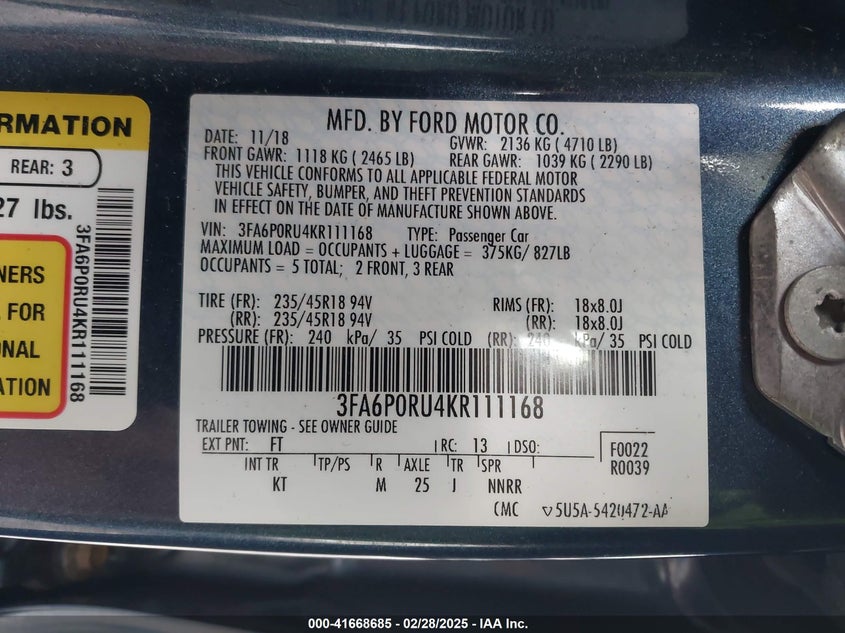 MFD. BY FORD MOTOR CO.
DATE: 11/18 GVWR: 2136 KG ( 4710 LB)
FRONT GAWR: 1118 KG ( 2465 LB) REAR GAWR: 1039 KG ( 2290 LB)
THIS VEHICLE CONFORMS TO ALL APPLICABLE FEDERAL MOTOR
VEHICLE SAFETY, BUMPER, AND THEFT PREVENTION STANDARDS
IN EFFECT ON THE DATE OF MANUFACTURE SHOWN ABOVE.
VIN: 3FA6P0RU4KR111168 TYPE: Passenger Car
MAXIMUM LOAD = OCCUPANTS + LUGGAGE = 375KG/ 827LB
OCCUPANTS = 5 TOTAL; 2 FRONT, 3 REAR
TIRE (FR): 235/45R18 94V RIMS (FR): 18x8.0J
(RR): 235/45R18 94V (RR): 18x8.0J
PRESSURE (FR): 240 kPa/ 35 PSI COLD (RR): 240 kPa/ 35 PSI COLD
3FA6P0RU4KR111168
TRAILER TOWING - SEE OWNER GUIDE
EXT PNT: FT RC: 13 DSO:
F0022
R0039
INT TR TP/PS R AXLE TR SPR
KT M 25 J NNRR
CMC ▽5U5A-5420472-AA
RMATION
REAR: 3
27 lbs.
3FA6P0RU4KR111168
NERS
FOR
ONAL
ATION
000-41668685 - 02/28/2025 - IAA Inc.